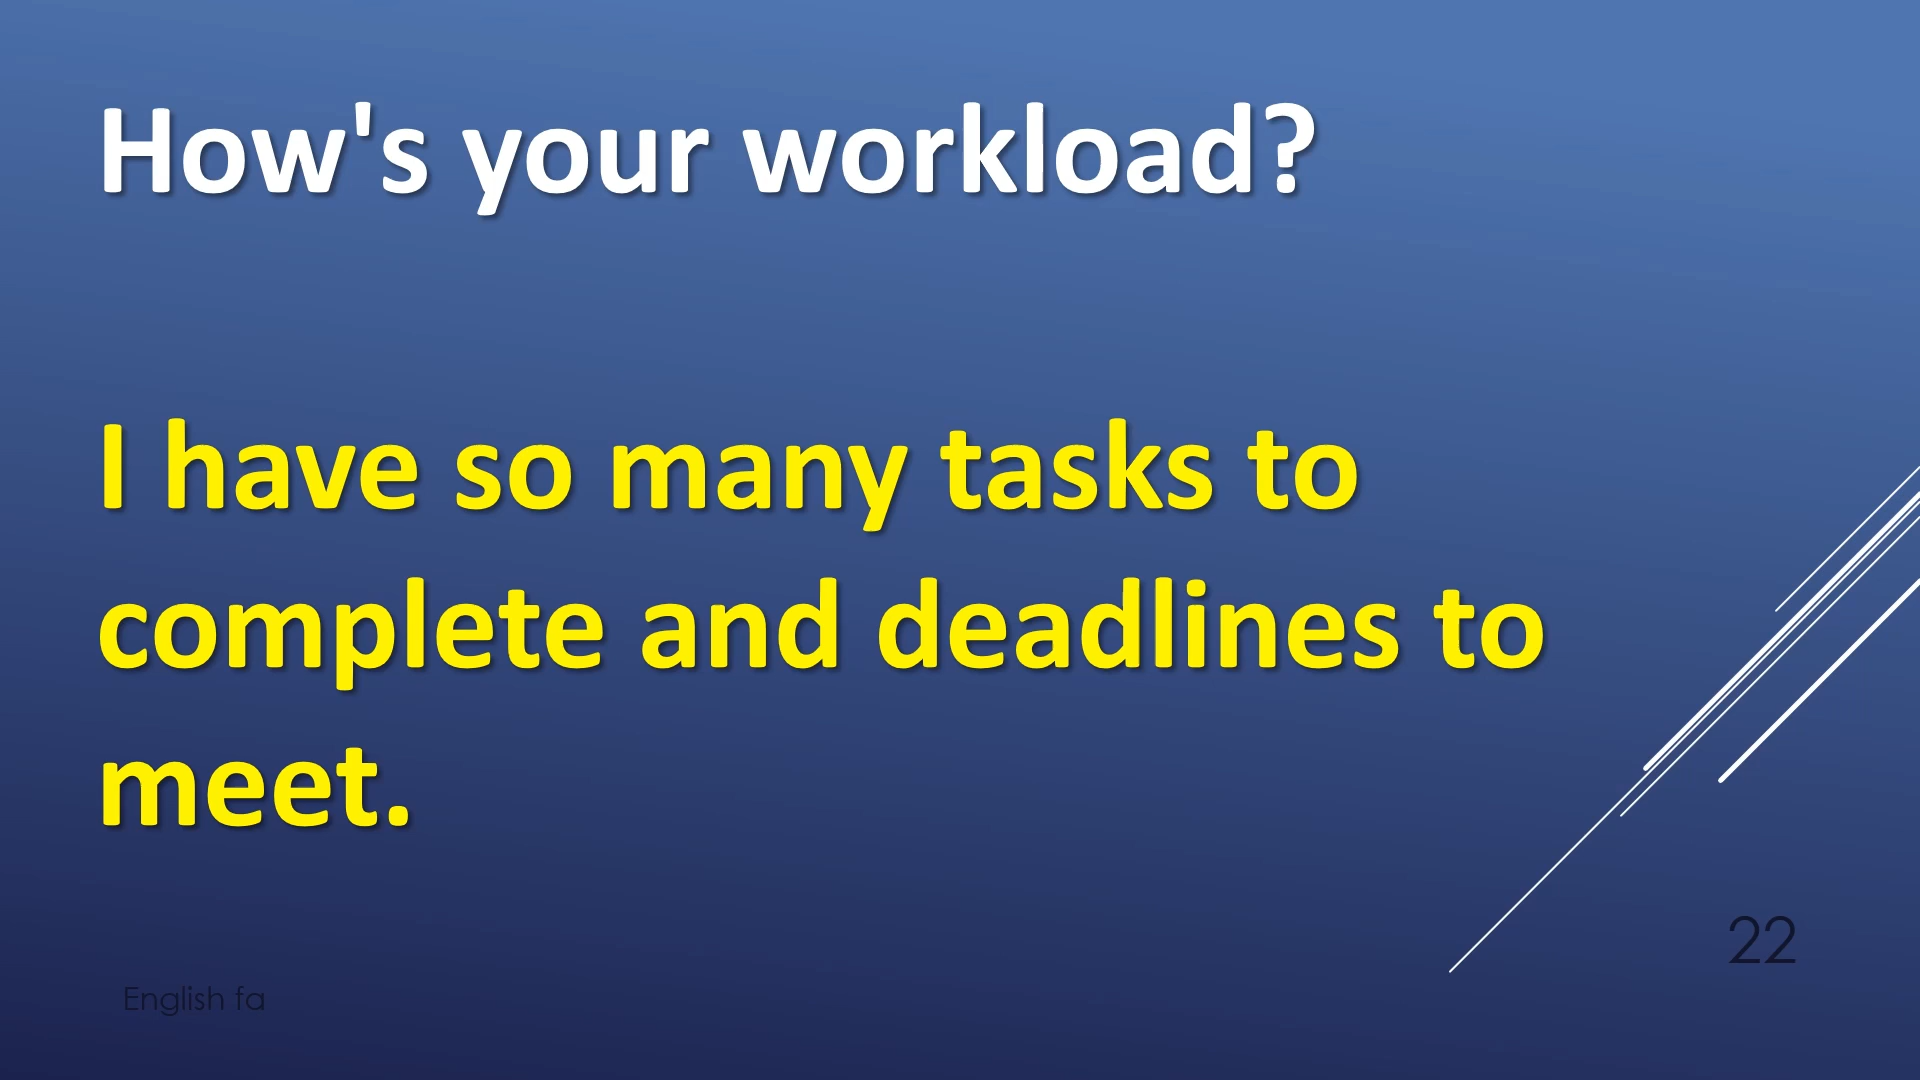 How's your workload?
I have so many tasks to
complete and deadlines to
meet.
22
English fa